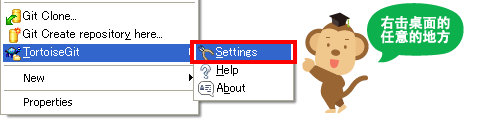 Git Clone...
Git Create repository here...
TortoiseGit
New
Properties
Settings
Help
About
右击桌面的
任意的地方